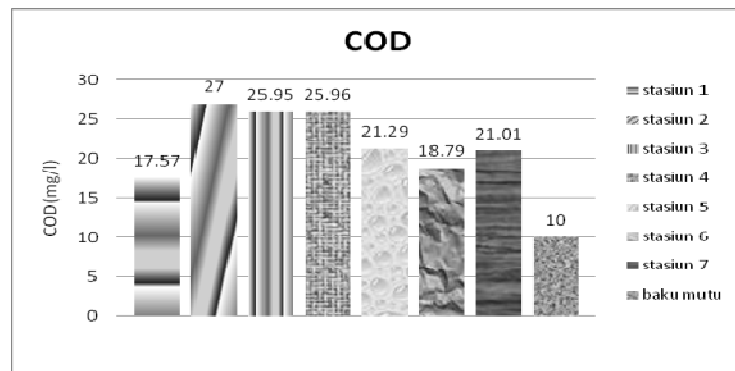 COD
COD (mg/l)
30
25
20
15
10
5
0
17.57
27
25.95
25.96
21.29
18.79
21.01
10
stasiun 1
stasiun 2
stasiun 3
stasiun 4
stasiun 5
stasiun 6
stasiun 7
baku mutu